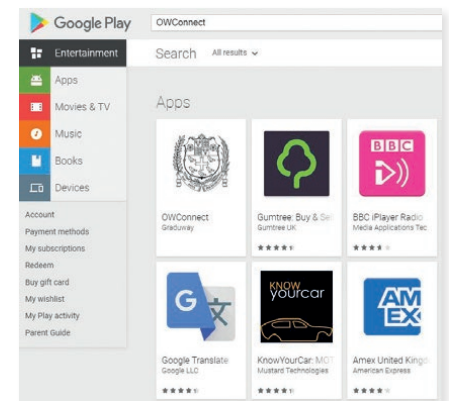 Google Play
OWConnect
Entertainment
Search
All results
Apps
Movies & TV
Music
Books
Devices
Account
Payment methods
My subscriptions
Redeem
Buy gift card
My wishlist
My Play activity
Parent Guide
Apps
OWConnect
Graduway
Gumtree: Buy & Se
Gumtree UK
BBC
BBC iPlayer Radio
Media Applications Tec
G
文
Google Translate
Google LLC
KNOW
yourcar
KnowYourCar: MOT
Mustard Technologies
AM
EX
Amex United Kingd
American Express